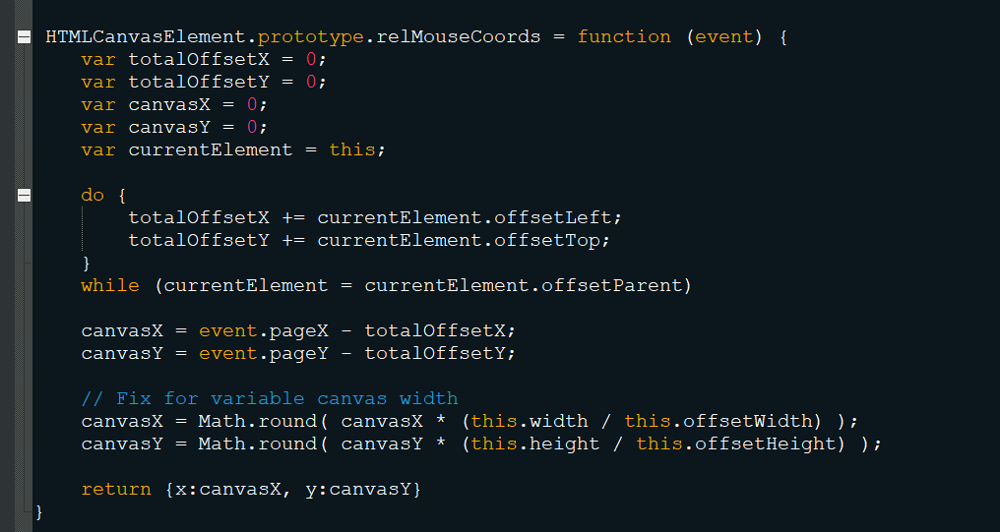 HTMLCanvasElement.prototype.relMouseCoords = function (event) {
    var totalOffsetX = 0;
    var totalOffsetY = 0;
    var canvasX = 0;
    var canvasY = 0;
    var currentElement = this;

    do {
        totalOffsetX += currentElement.offsetLeft;
        totalOffsetY += currentElement.offsetTop;
    }
    while (currentElement = currentElement.offsetParent)

    canvasX = event.pageX - totalOffsetX;
    canvasY = event.pageY - totalOffsetY;

    // Fix for variable canvas width
    canvasX = Math.round( canvasX * (this.width / this.offsetWidth) );
    canvasY = Math.round( canvasY * (this.height / this.offsetHeight) );

    return {x:canvasX, y:canvasY}
}